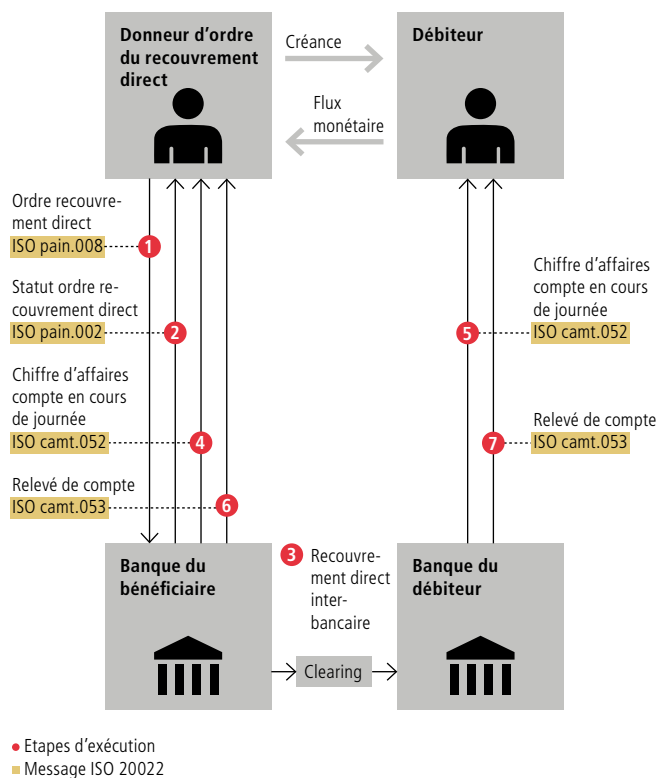 Donneur d'ordre
du recouvrement
direct
Créance
Flux
monétaire
Débiteur
Ordre recouvre-
ment direct
ISO pain.008
1
Statut ordre re-
couvrement direct
ISO pain.002
2
Chiffre d'affaires
compte en cours
de journée
ISO camt.052
4
Relevé de compte
ISO camt.053
6
Chiffre d'affaires
compte en cours
de journée
5
ISO camt.052
Relevé de compte
7
ISO camt.053
Banque du
bénéficiaire
3 Recouvre-
ment direct
inter-
bancaire
Clearing
Banque du
débiteur
Etapes d'exécution
Message ISO 20022